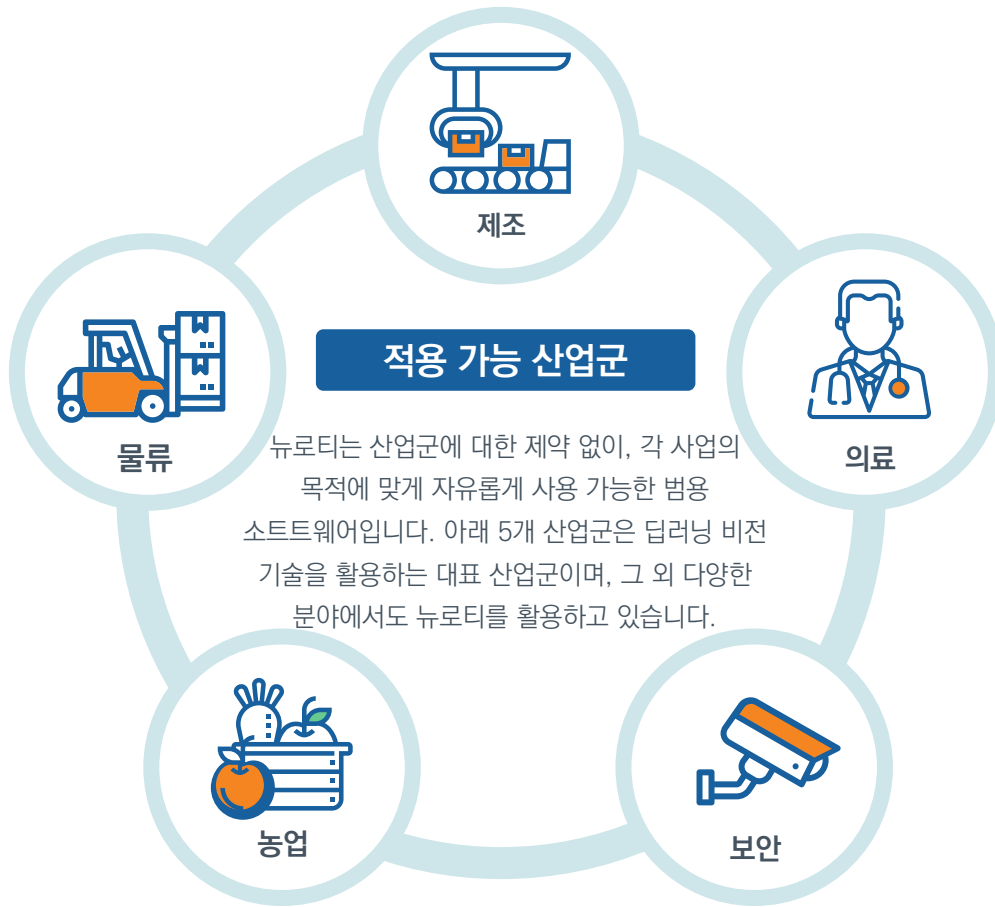 제조
물류
의료
적용 가능 산업군
뉴로티는 산업군에 대한 제약 없이, 각 사업의
목적에 맞게 자유롭게 사용 가능한 범용
소트트웨어입니다. 아래 5개 산업군은 딥러닝 비전
기술을 활용하는 대표 산업군이며, 그 외 다양한
분야에서도 뉴로티를 활용하고 있습니다.
농업
보안